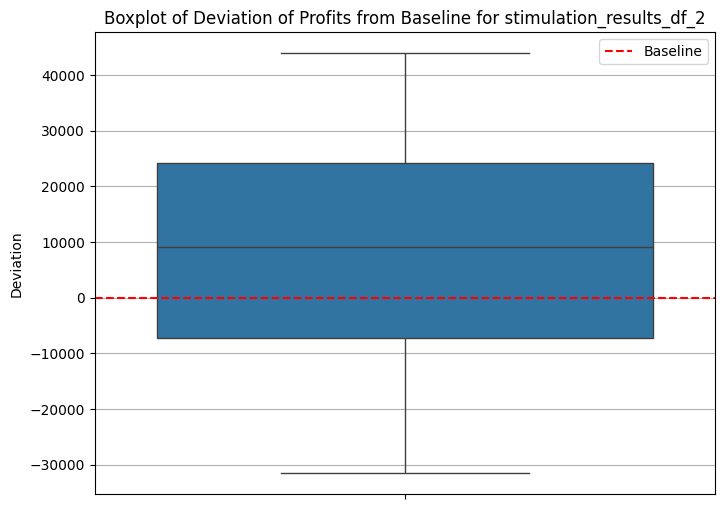 Boxplot of Deviation of Profits from Baseline for stimulation_results_df_2
Baseline
40000
30000
20000
10000
0
−10000
−20000
−30000
Deviation